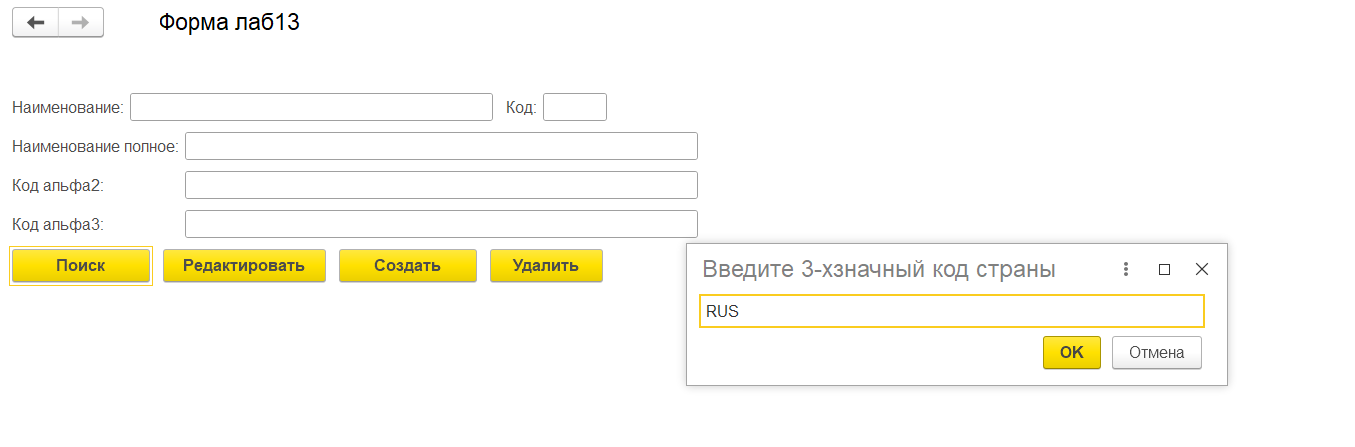 Форма лаб13
Наименование: Код:
Наименование полное:
Код альфа2:
Код альфа3:
Поиск Редактировать Создать Удалить
Введите 3-хзначный код страны
RUS
OK Отмена